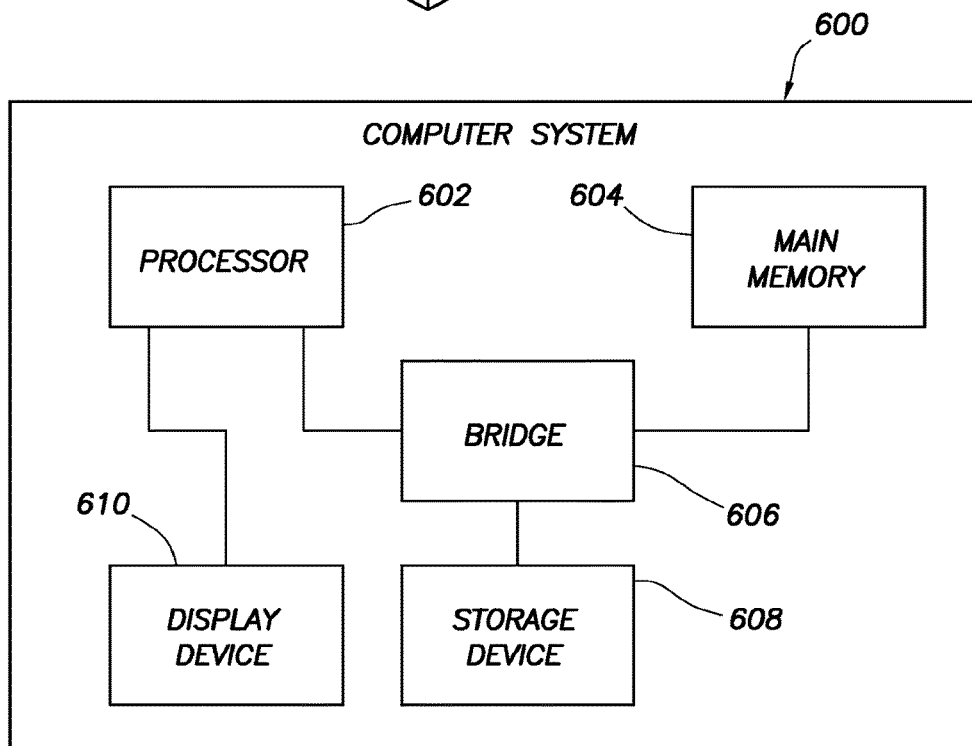 600
COMPUTER SYSTEM
602
604
PROCESSOR
MAIN
MEMORY
BRIDGE
610
606
DISPLAY
DEVICE
STORAGE
DEVICE
608